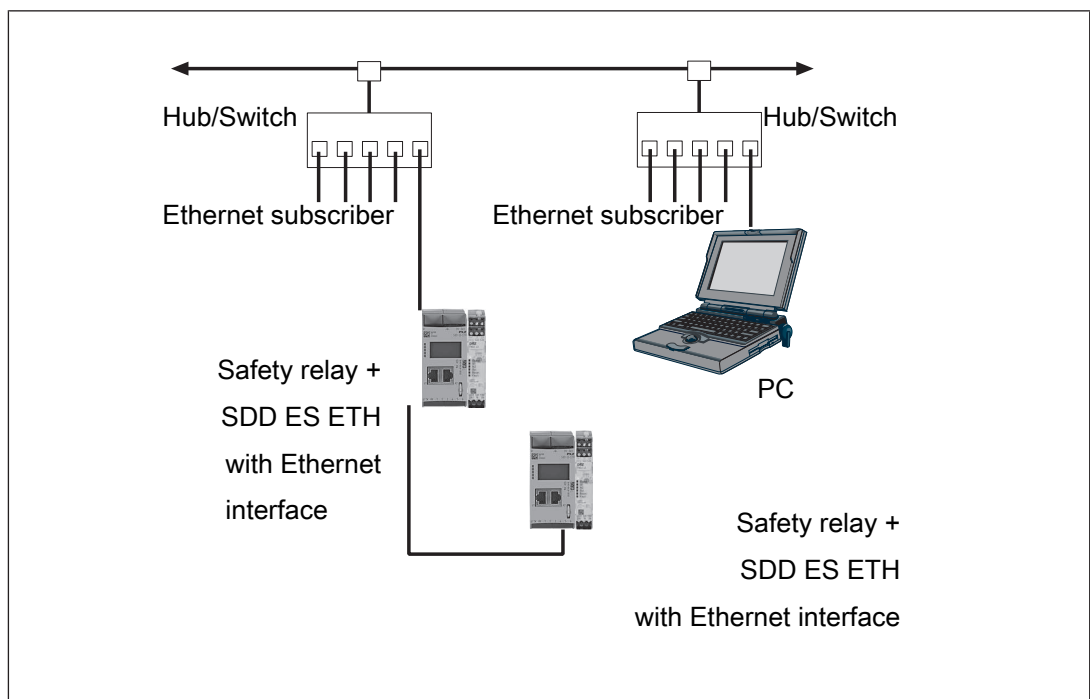 Hub/Switch
Hub/Switch
Ethernet subscriber
Ethernet subscriber
Safety relay +
SDD ES ETH
with Ethernet
interface
PC
Safety relay +
SDD ES ETH
with Ethernet interface